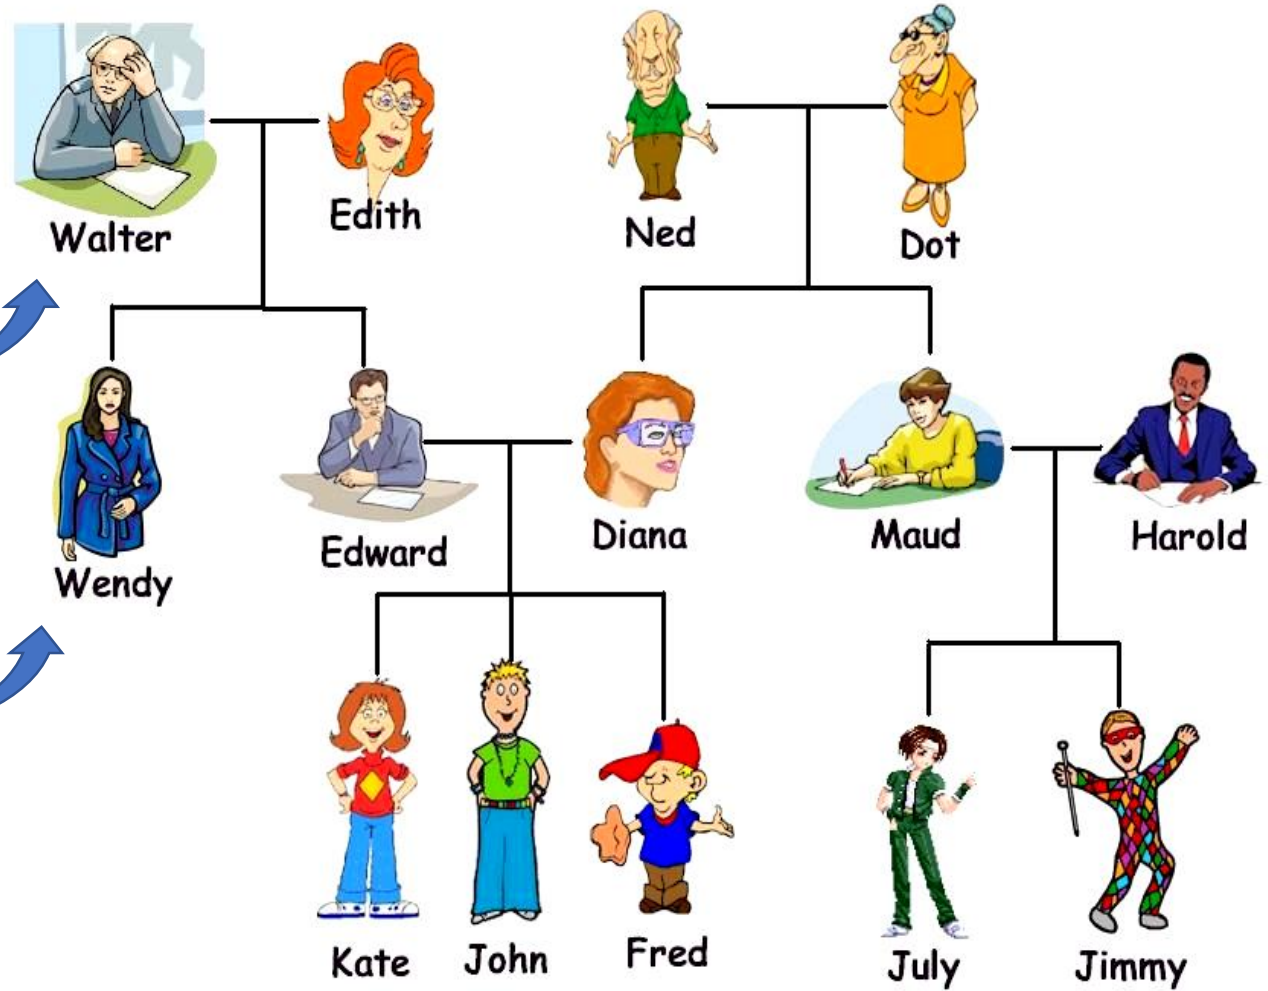 Walter
Edith
Ned
Dot
Wendy
Edward
Diana
Maud
Harold
Kate
John
Fred
July
Jimmy